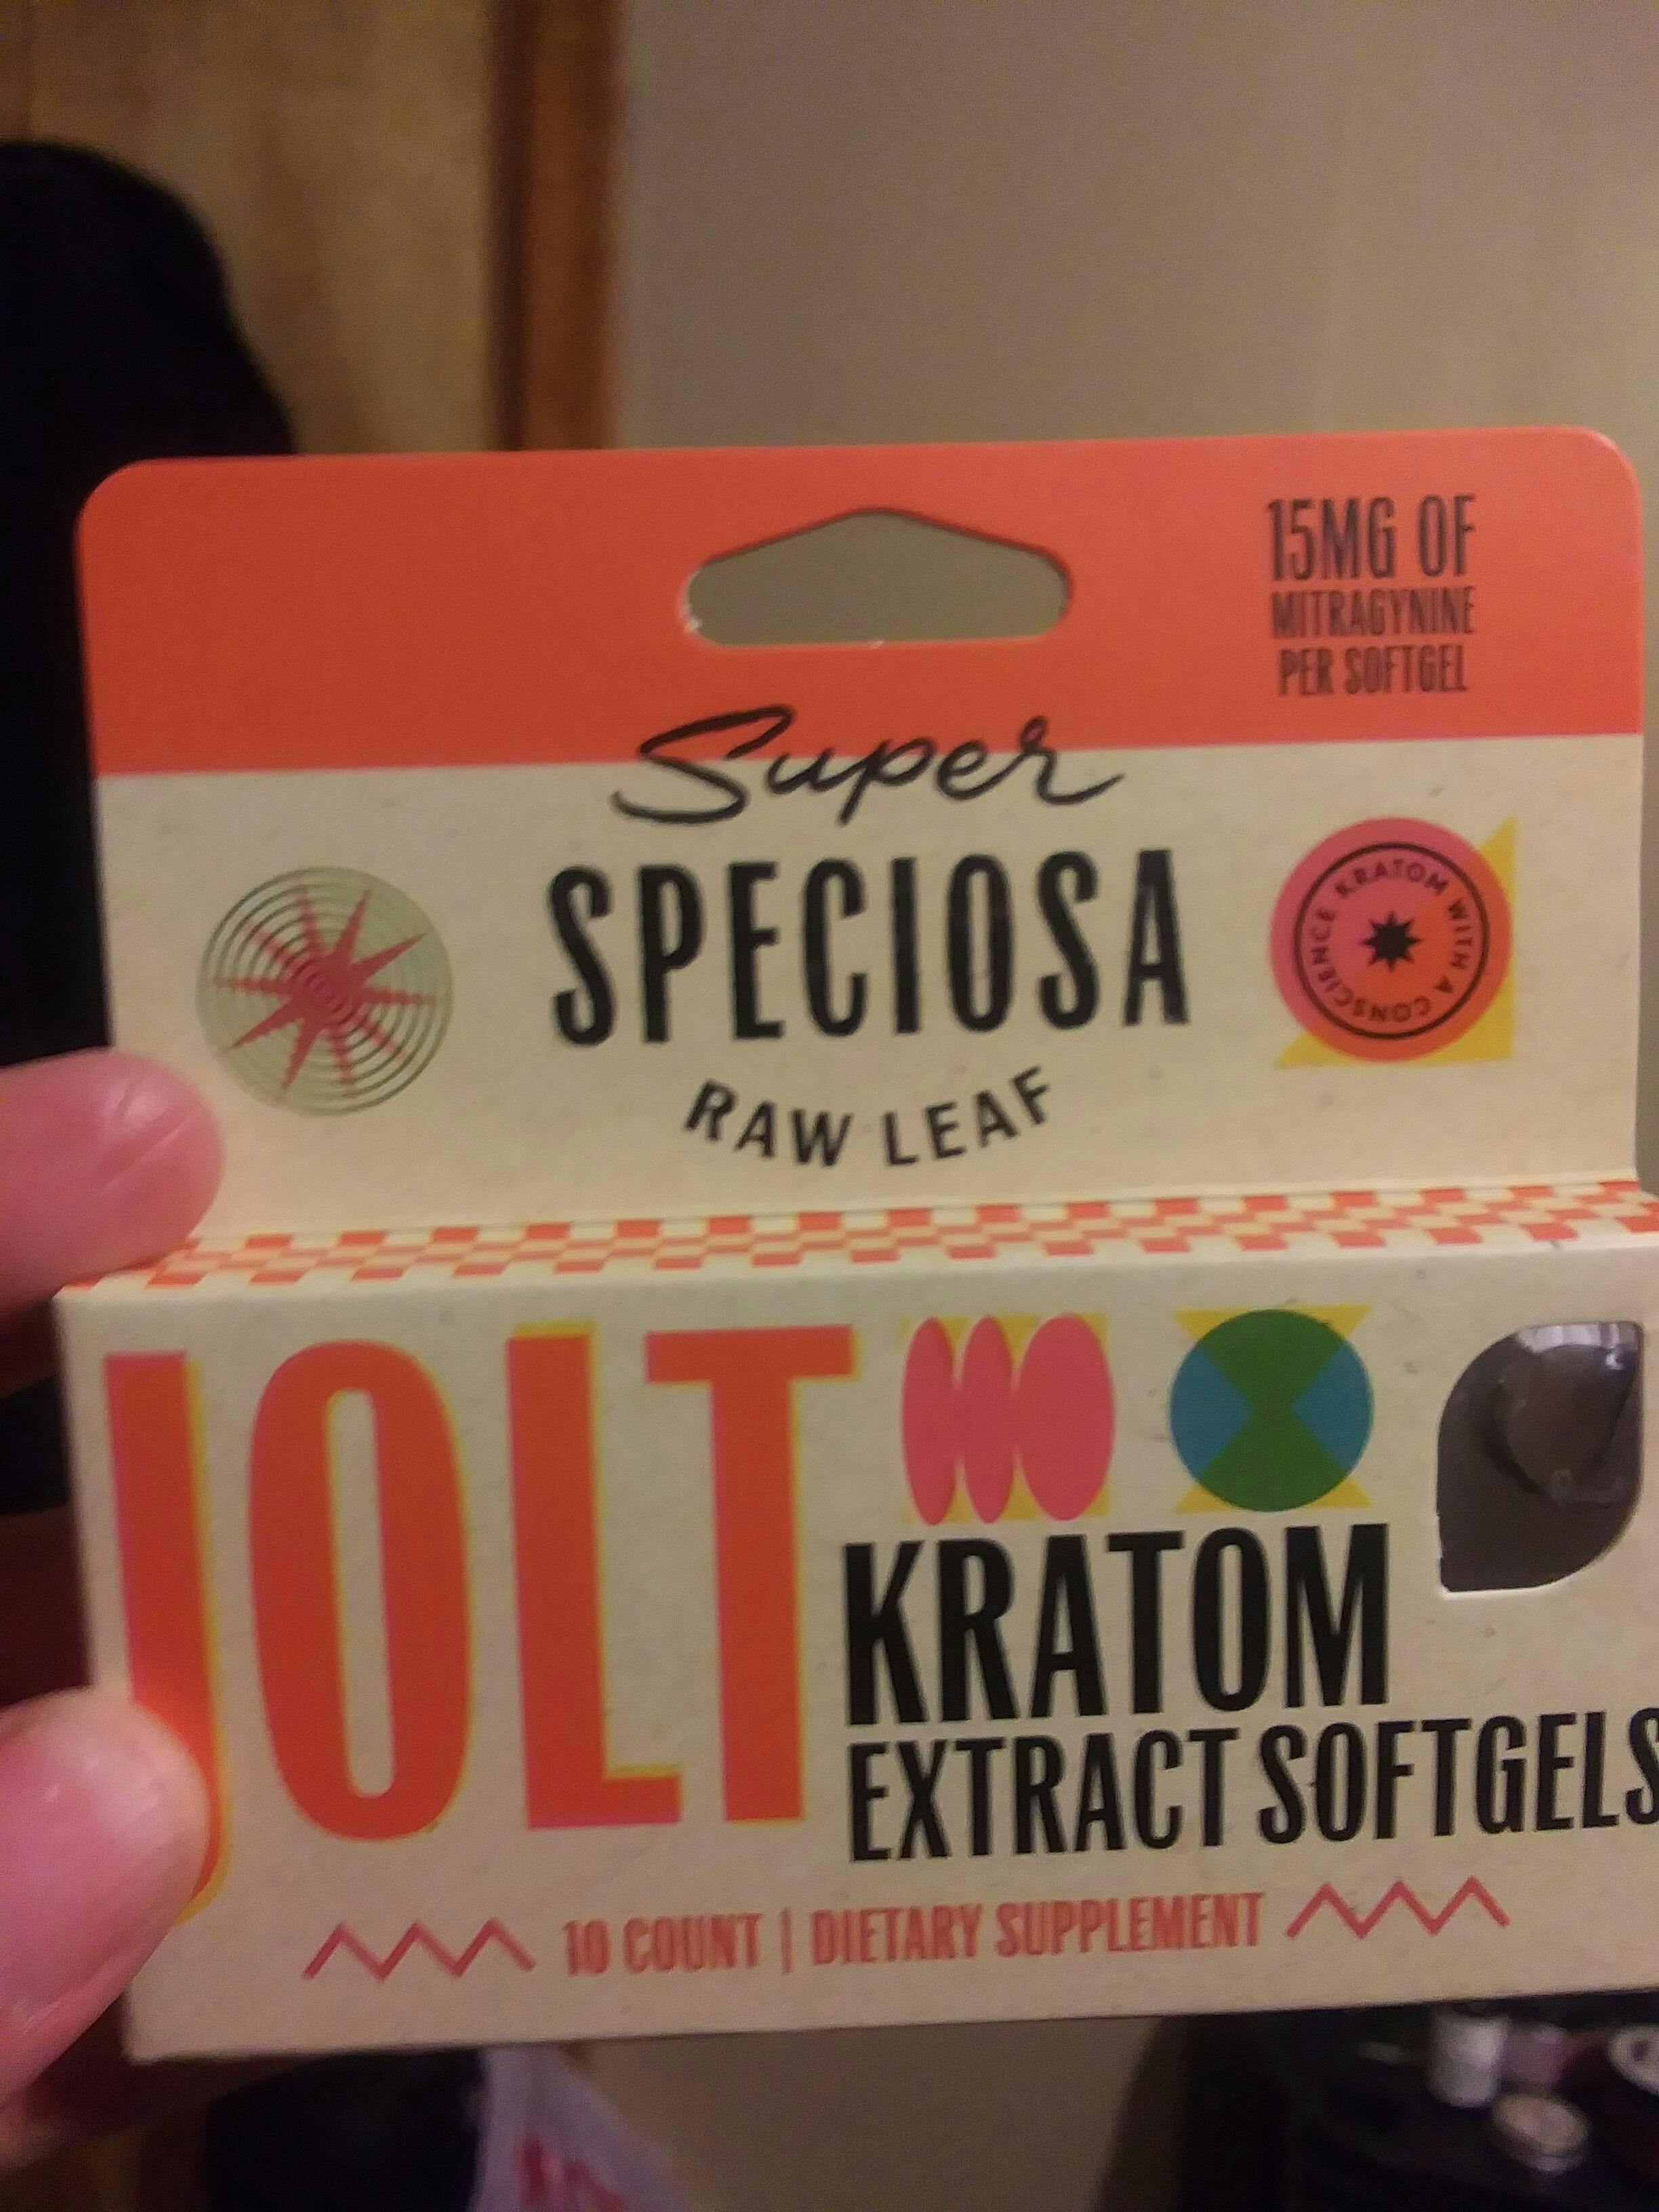 15MG OF
MITRAGYNINE
PER SOFTGEL
Super
SPECIOSA
RAW LEAF
KRATOM WITH A CONSCIENCE
JOLT
KRATOM
EXTRACT SOFTGELS
10 COUNT | DIETARY SUPPLEMENT